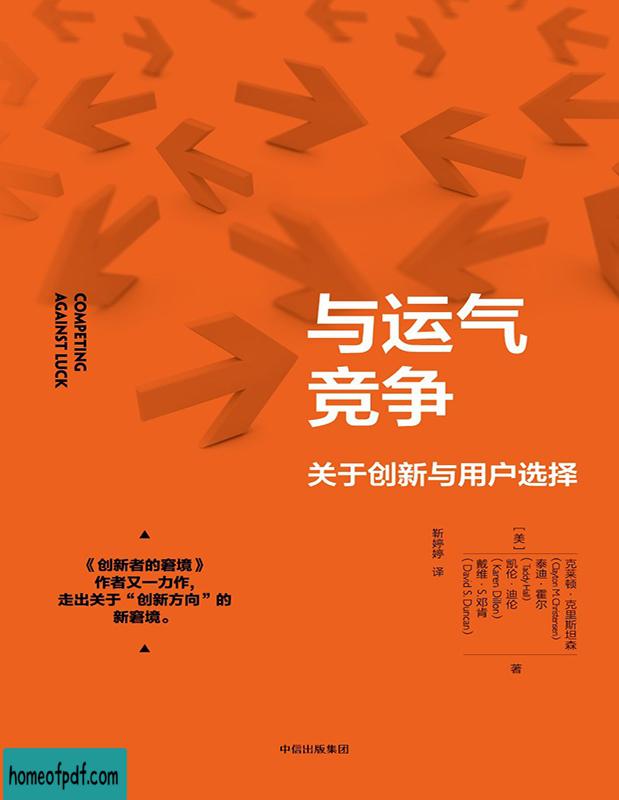 COMPETING
AGAINST LUCK
与运气
竞争
关于创新与用户选择
《创新者的窘境》
作者又一力作，
走出关于“创新方向”的
新窘境。
[美]
克莱顿·克里斯坦森
(Clayton M. Christensen)
泰迪·霍尔
(Taddy Hall)
凯伦·迪伦
(Karen Dillon)
戴维·S.邓肯
(David S. Duncan)
著
靳婷婷 译
中信出版集团
homeofpdf.com